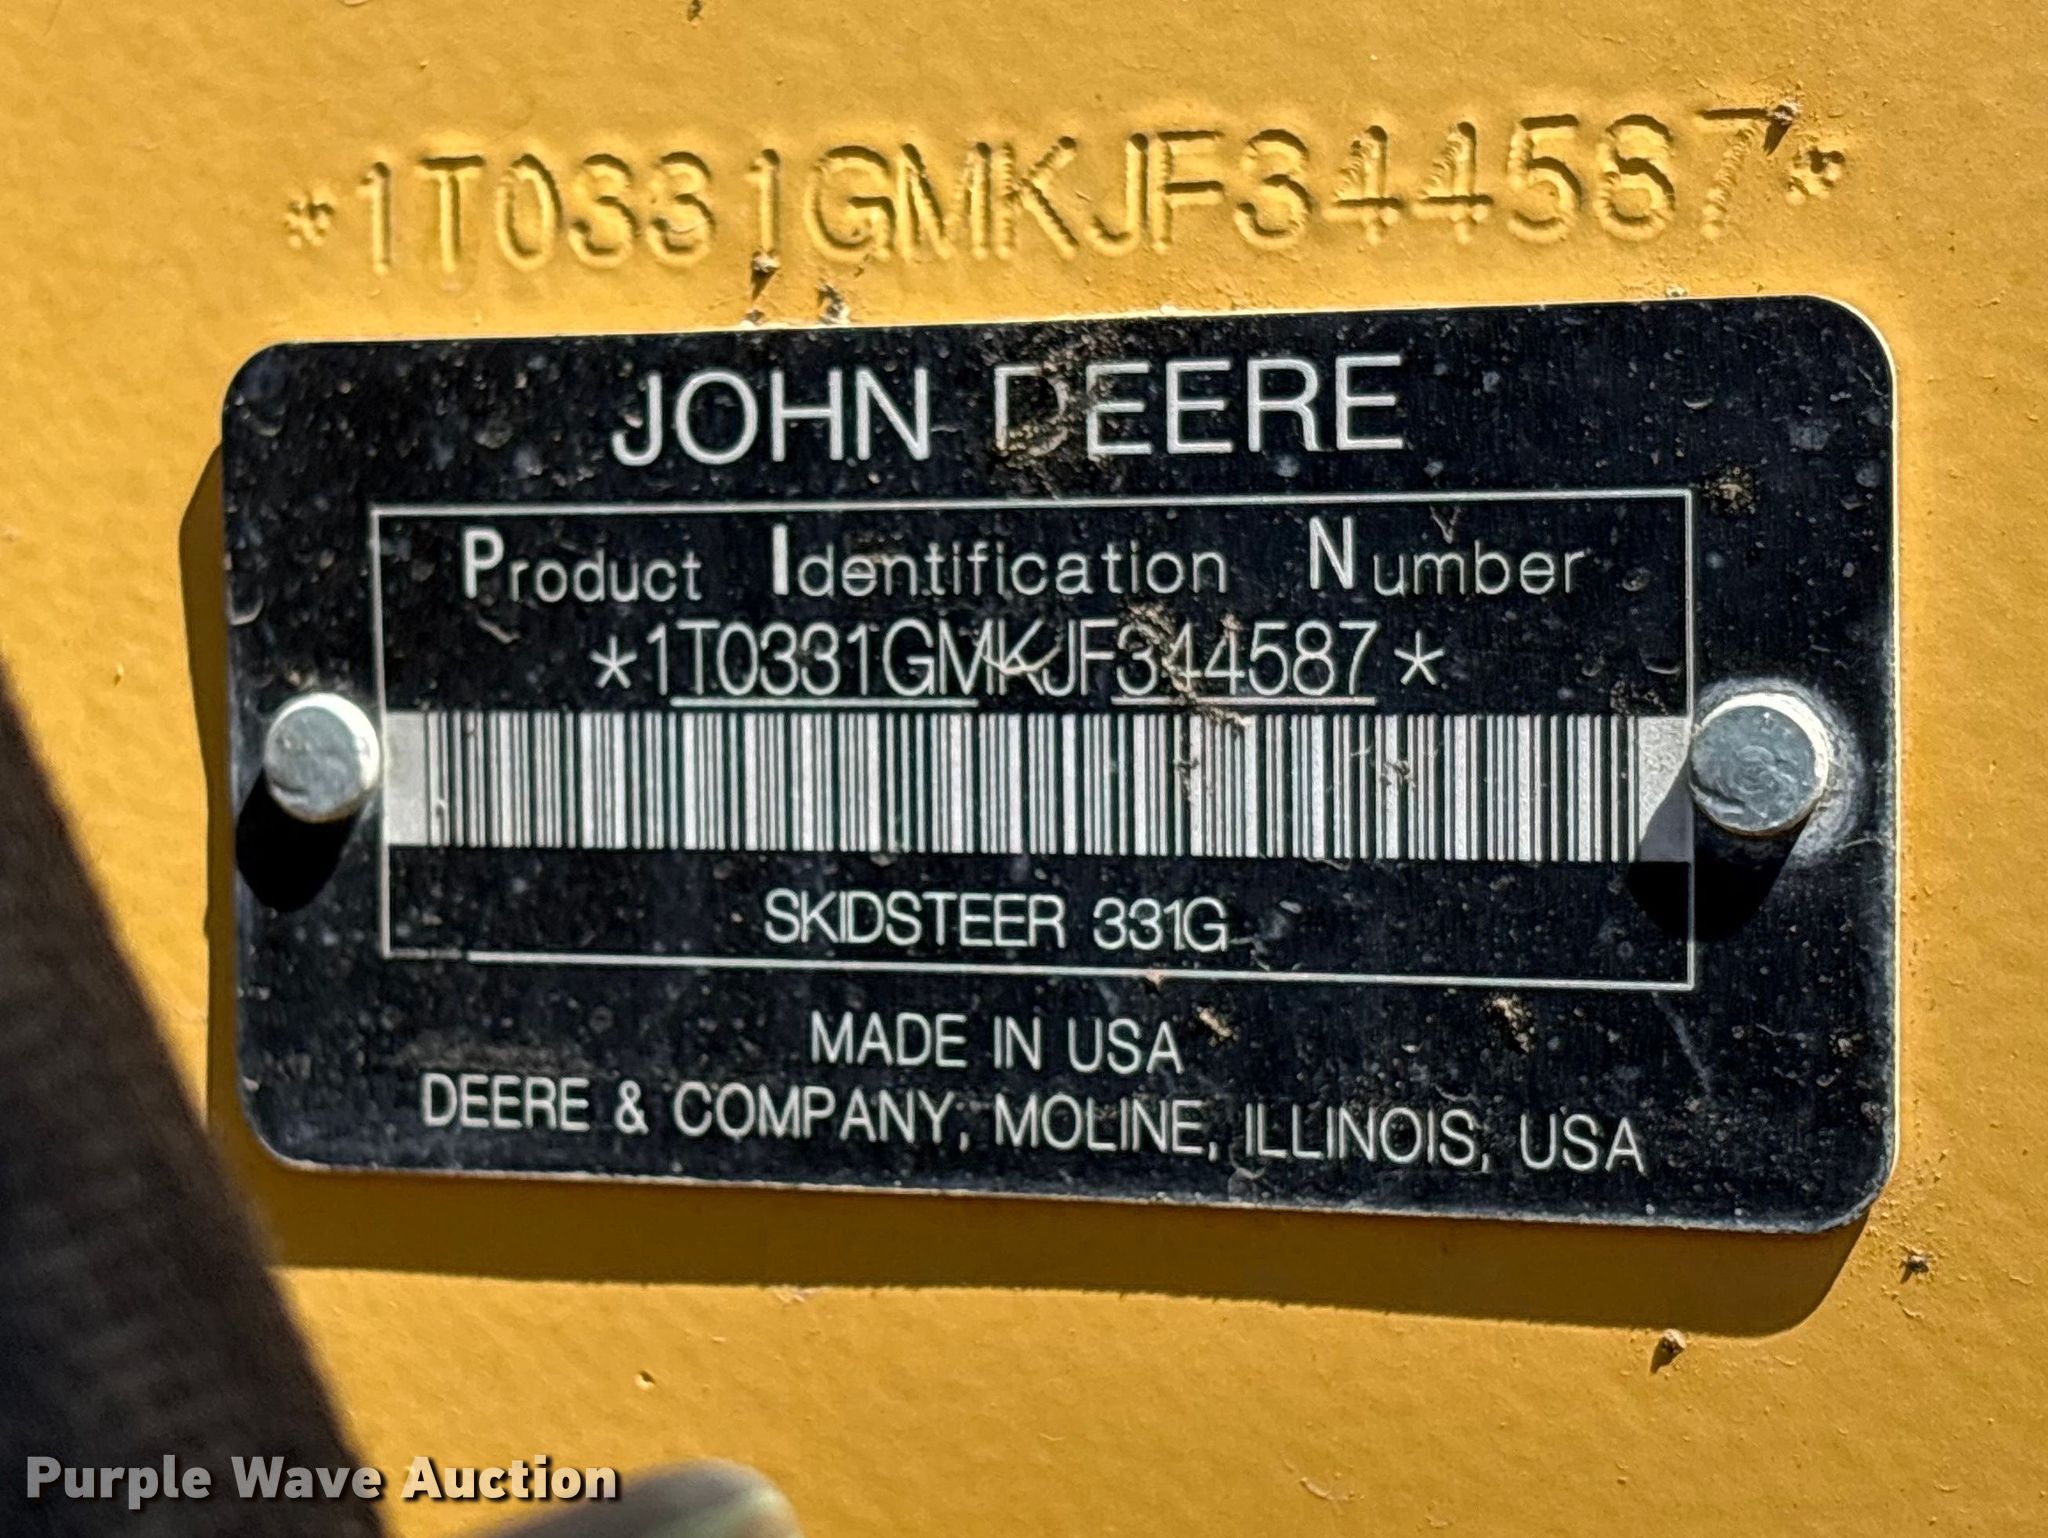 *1T0331GMKJF344587*
JOHN DEERE
Product Identification Number
*1T0331GMKJF344587*
SKIDSTEER 331G
MADE IN USA
DEERE & COMPANY, MOLINE, ILLINOIS, USA
Purple Wave Auction